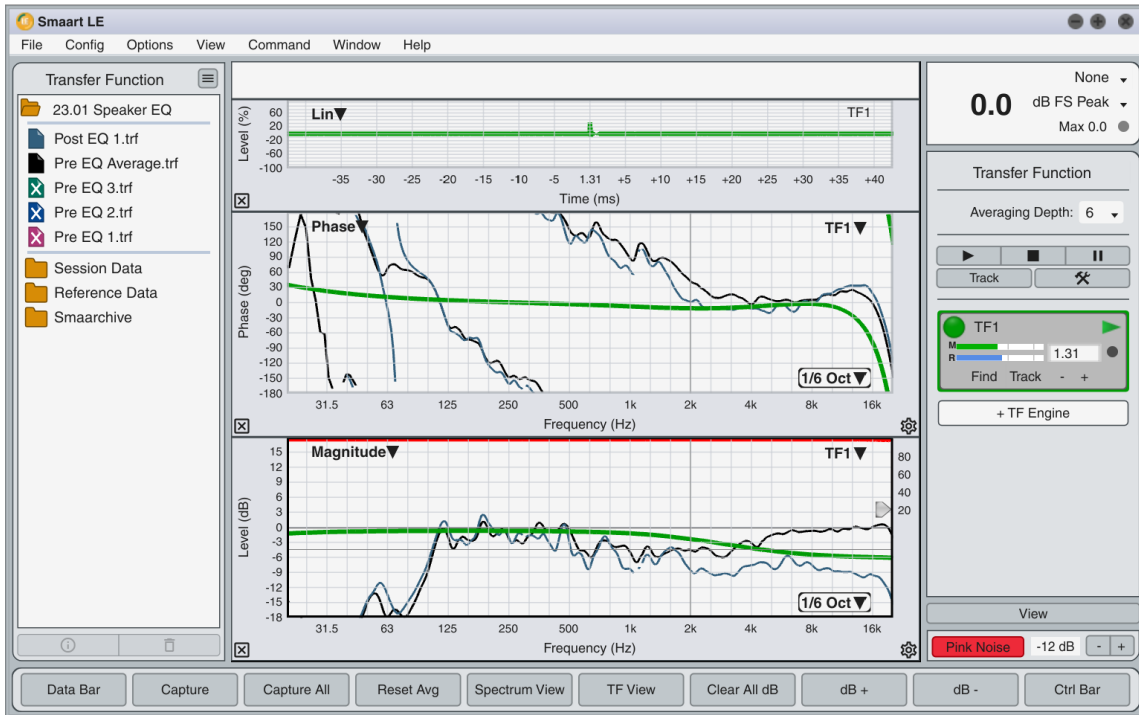 Smaart LE
File Config Options View Command Window Help
Transfer Function
23.01 Speaker EQ
Post EQ 1.trf
Pre EQ Average.trf
Pre EQ 3.trf
Pre EQ 2.trf
Pre EQ 1.trf
Session Data
Reference Data
Smaarchive
Lin▼ TF1
Level (%)
60
20
-20
-60
-100
-35 -30 -25 -20 -15 -10 -5 1.31 +5 +10 +15 +20 +25 +30 +35 +40
Time (ms)
Phase▼ TF1▼
Phase (deg)
150
120
90
60
30
0
-30
-60
-90
-120
-150
-180
1/6 Oct▼
31.5 63 125 250 500 1k 2k 4k 8k 16k
Frequency (Hz)
Magnitude▼ TF1▼
Level (dB)
15
12
9
6
3
0
-3
-6
-9
-12
-15
-18
80
60
40
20
1/6 Oct▼
31.5 63 125 250 500 1k 2k 4k 8k 16k
Frequency (Hz)
None
0.0 dB FS Peak
Max 0.0
Transfer Function
Averaging Depth: 6
Track
TF1
M
R
1.31
Find Track - +
+ TF Engine
View
Pink Noise -12 dB - +
Data Bar Capture Capture All Reset Avg Spectrum View TF View Clear All dB dB + dB - Ctrl Bar